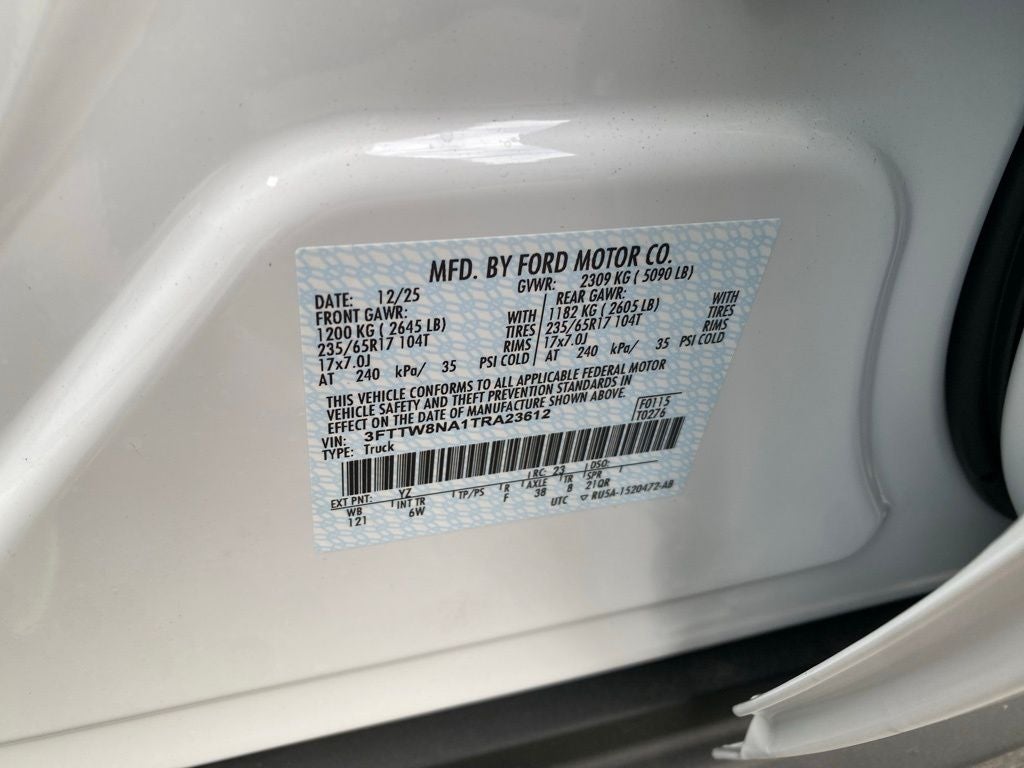 MFD. BY FORD MOTOR CO.
DATE: 12/25 GVWR: 2309 KG ( 5090 LB)
FRONT GAWR:
1200 KG ( 2645 LB) WITH
235/65R17 104T TIRES
17x7.0J RIMS
AT 240 kPa/ 35 PSI COLD
REAR GAWR:
1182 KG ( 2605 LB) WITH
235/65R17 104T TIRES
17x7.0J RIMS
AT 240 kPa/ 35 PSI COLD
THIS VEHICLE CONFORMS TO ALL APPLICABLE FEDERAL MOTOR
VEHICLE SAFETY AND THEFT PREVENTION STANDARDS IN
EFFECT ON THE DATE OF MANUFACTURE SHOWN ABOVE.
VIN: 3FTTW8NA1TRA23612
TYPE: Truck
F0115
T0276
EXT PNT: YZ RC: 23 DSO:
WB INT TR TP/PS R AXLE TR SPR
121 6W F 38 8 21QR
UTC ▽ RU5A-1520472-AB